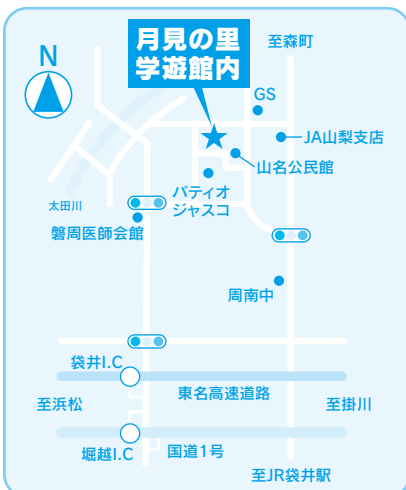 N
月見の里
学遊館内
至森町
GS
JA山梨支店
山名公民館
パティオ
ジャスコ
太田川
磐周医師会館
周南中
袋井I.C
東名高速道路
至浜松
至掛川
堀越I.C
国道1号
至JR袋井駅